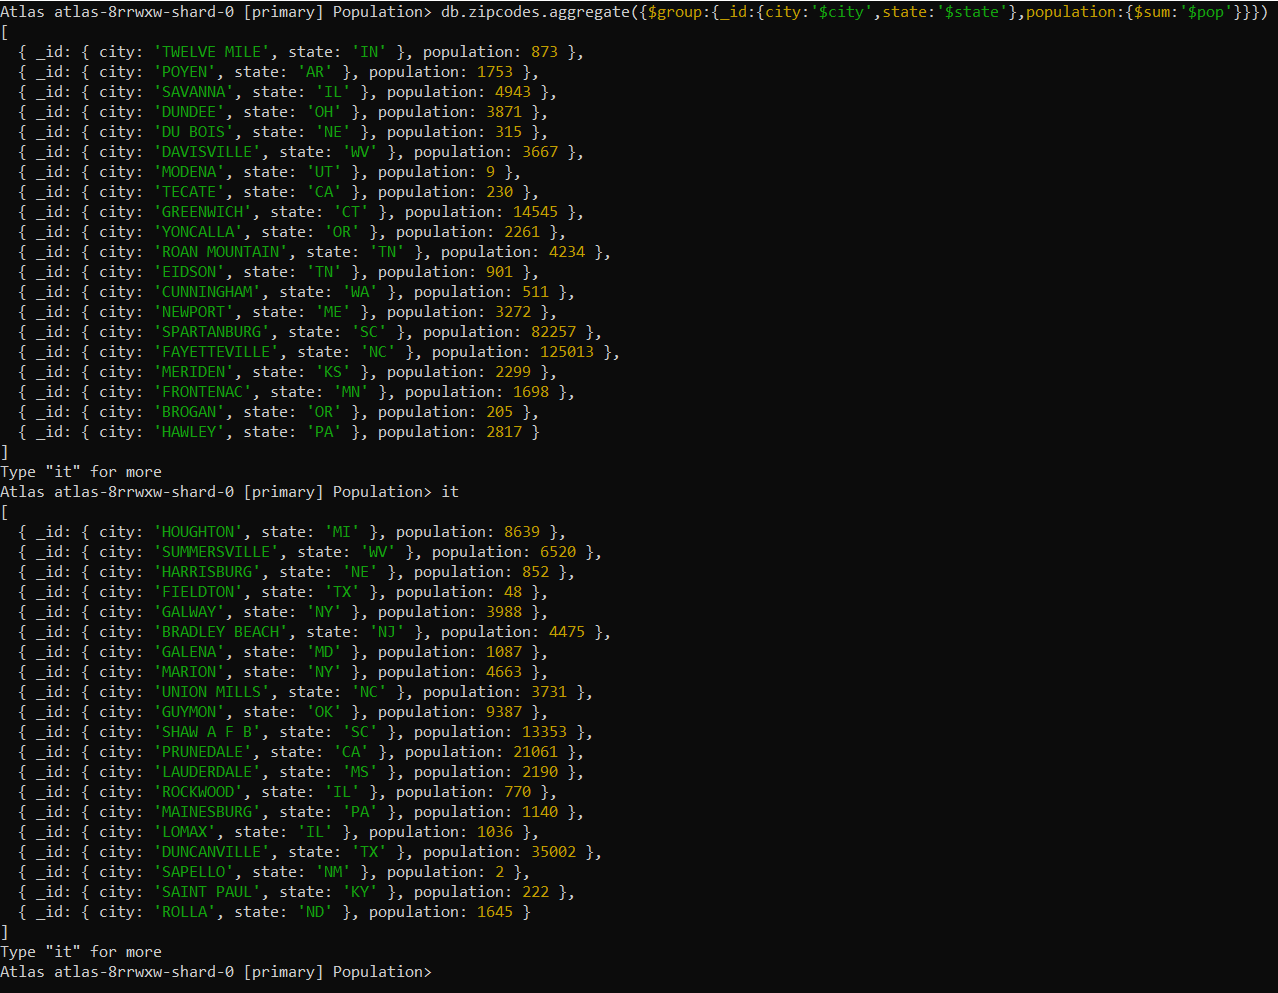 Atlas atlas-8rrwxw-shard-0 [primary] Population> db.zipcodes.aggregate({$group:{_id:{city:'$city',state:'$state'},population:{$sum:'$pop'}}})
[
  { _id: { city: 'TWELVE MILE', state: 'IN' }, population: 873 },
  { _id: { city: 'POYEN', state: 'AR' }, population: 1753 },
  { _id: { city: 'SAVANNA', state: 'IL' }, population: 4943 },
  { _id: { city: 'DUNDEE', state: 'OH' }, population: 3871 },
  { _id: { city: 'DU BOIS', state: 'NE' }, population: 315 },
  { _id: { city: 'DAVISVILLE', state: 'WV' }, population: 3667 },
  { _id: { city: 'MODENA', state: 'UT' }, population: 9 },
  { _id: { city: 'TECATE', state: 'CA' }, population: 230 },
  { _id: { city: 'GREENWICH', state: 'CT' }, population: 14545 },
  { _id: { city: 'YONCALLA', state: 'OR' }, population: 2261 },
  { _id: { city: 'ROAN MOUNTAIN', state: 'TN' }, population: 4234 },
  { _id: { city: 'EIDSON', state: 'TN' }, population: 901 },
  { _id: { city: 'CUNNINGHAM', state: 'WA' }, population: 511 },
  { _id: { city: 'NEWPORT', state: 'ME' }, population: 3272 },
  { _id: { city: 'SPARTANBURG', state: 'SC' }, population: 82257 },
  { _id: { city: 'FAYETTEVILLE', state: 'NC' }, population: 125013 },
  { _id: { city: 'MERIDEN', state: 'KS' }, population: 2299 },
  { _id: { city: 'FRONTENAC', state: 'MN' }, population: 1698 },
  { _id: { city: 'BROGAN', state: 'OR' }, population: 205 },
  { _id: { city: 'HAWLEY', state: 'PA' }, population: 2817 }
]
Type "it" for more
Atlas atlas-8rrwxw-shard-0 [primary] Population> it
[
  { _id: { city: 'HOUGHTON', state: 'MI' }, population: 8639 },
  { _id: { city: 'SUMMERSVILLE', state: 'WV' }, population: 6520 },
  { _id: { city: 'HARRISBURG', state: 'NE' }, population: 852 },
  { _id: { city: 'FIELDTON', state: 'TX' }, population: 48 },
  { _id: { city: 'GALWAY', state: 'NY' }, population: 3988 },
  { _id: { city: 'BRADLEY BEACH', state: 'NJ' }, population: 4475 },
  { _id: { city: 'GALENA', state: 'MD' }, population: 1087 },
  { _id: { city: 'MARION', state: 'NY' }, population: 4663 },
  { _id: { city: 'UNION MILLS', state: 'NC' }, population: 3731 },
  { _id: { city: 'GUYMON', state: 'OK' }, population: 9387 },
  { _id: { city: 'SHAW A F B', state: 'SC' }, population: 13353 },
  { _id: { city: 'PRUNEDALE', state: 'CA' }, population: 21061 },
  { _id: { city: 'LAUDERDALE', state: 'MS' }, population: 2190 },
  { _id: { city: 'ROCKWOOD', state: 'IL' }, population: 770 },
  { _id: { city: 'MAINESBURG', state: 'PA' }, population: 1140 },
  { _id: { city: 'LOMAX', state: 'IL' }, population: 1036 },
  { _id: { city: 'DUNCANVILLE', state: 'TX' }, population: 35002 },
  { _id: { city: 'SAPELLO', state: 'NM' }, population: 2 },
  { _id: { city: 'SAINT PAUL', state: 'KY' }, population: 222 },
  { _id: { city: 'ROLLA', state: 'ND' }, population: 1645 }
]
Type "it" for more
Atlas atlas-8rrwxw-shard-0 [primary] Population>